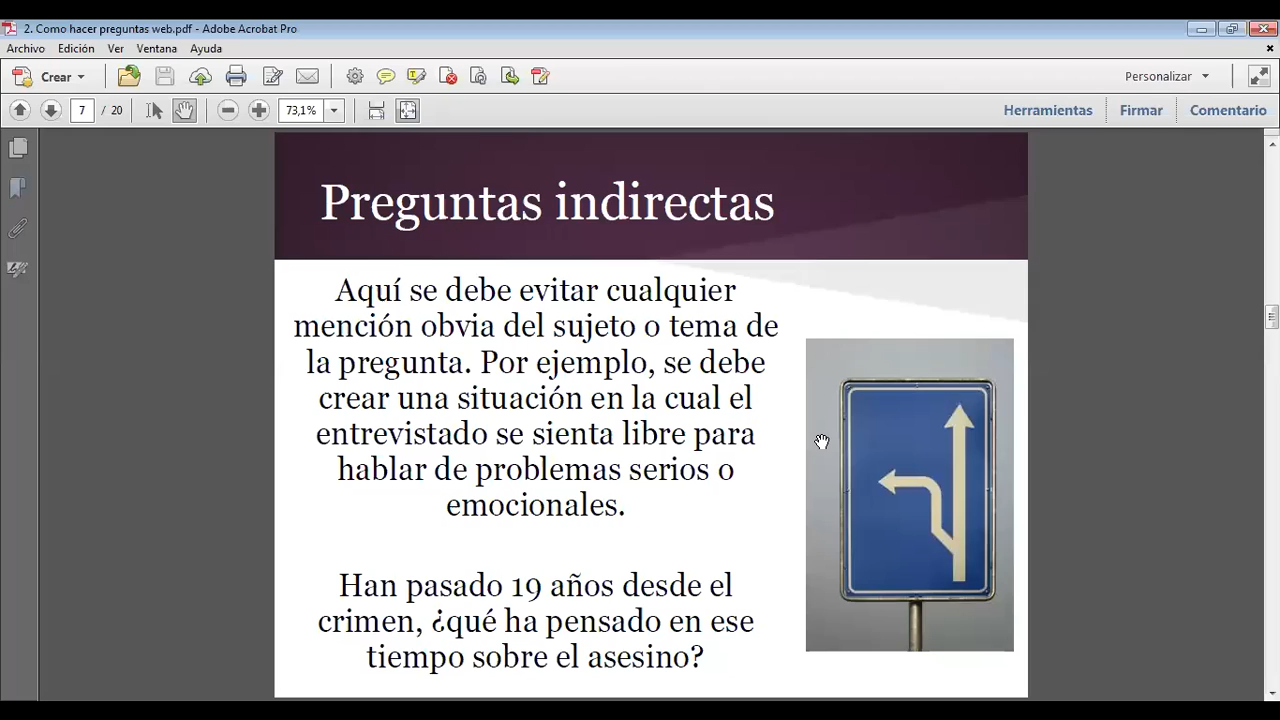 2. Como hacer preguntas web.pdf - Adobe Acrobat Pro
Archivo Edición Ver Ventana Ayuda
Crear
Personalizar
7 / 20
73,1%
Herramientas Firmar Comentario
Preguntas indirectas
Aquí se debe evitar cualquier
mención obvia del sujeto o tema de
la pregunta. Por ejemplo, se debe
crear una situación en la cual el
entrevistado se sienta libre para
hablar de problemas serios o
emocionales.
Han pasado 19 años desde el
crimen, ¿qué ha pensado en ese
tiempo sobre el asesino?